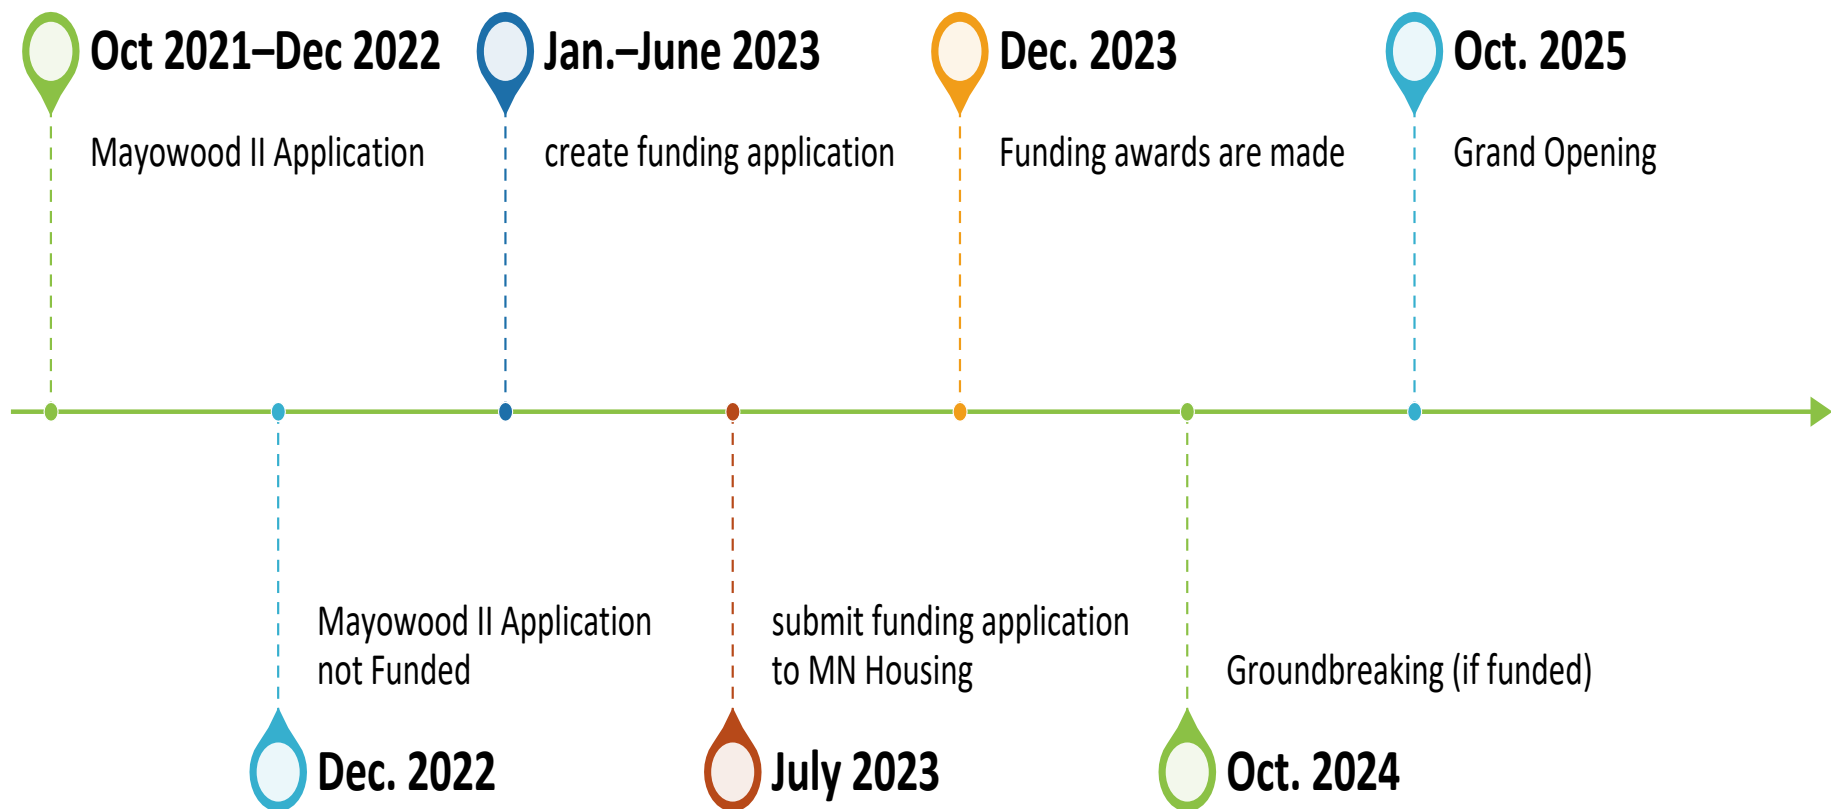 Oct 2021–Dec 2022
Mayowood II Application
Jan.–June 2023
create funding application
Dec. 2023
Funding awards are made
Oct. 2025
Grand Opening
Mayowood II Application
not Funded
Dec. 2022
submit funding application
to MN Housing
July 2023
Groundbreaking (if funded)
Oct. 2024